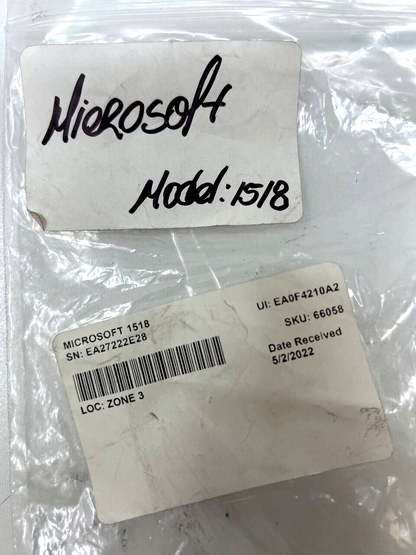 Microsoft
Model: 1518
MICROSOFT 1518
SN: EA27222E28
LOC: ZONE 3
UI: EA0F4210A2
SKU: 66058
Date Received
5/2/2022